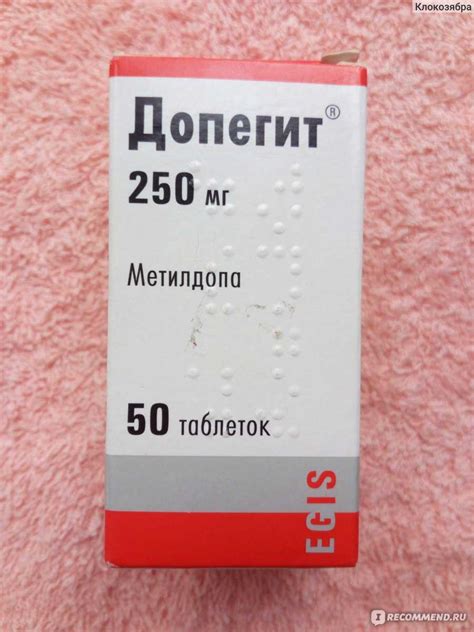 Клокозябра
Допегит®
250 мг
Метилдопа
50 таблеток
EGIS
I RECOMMEND.RU